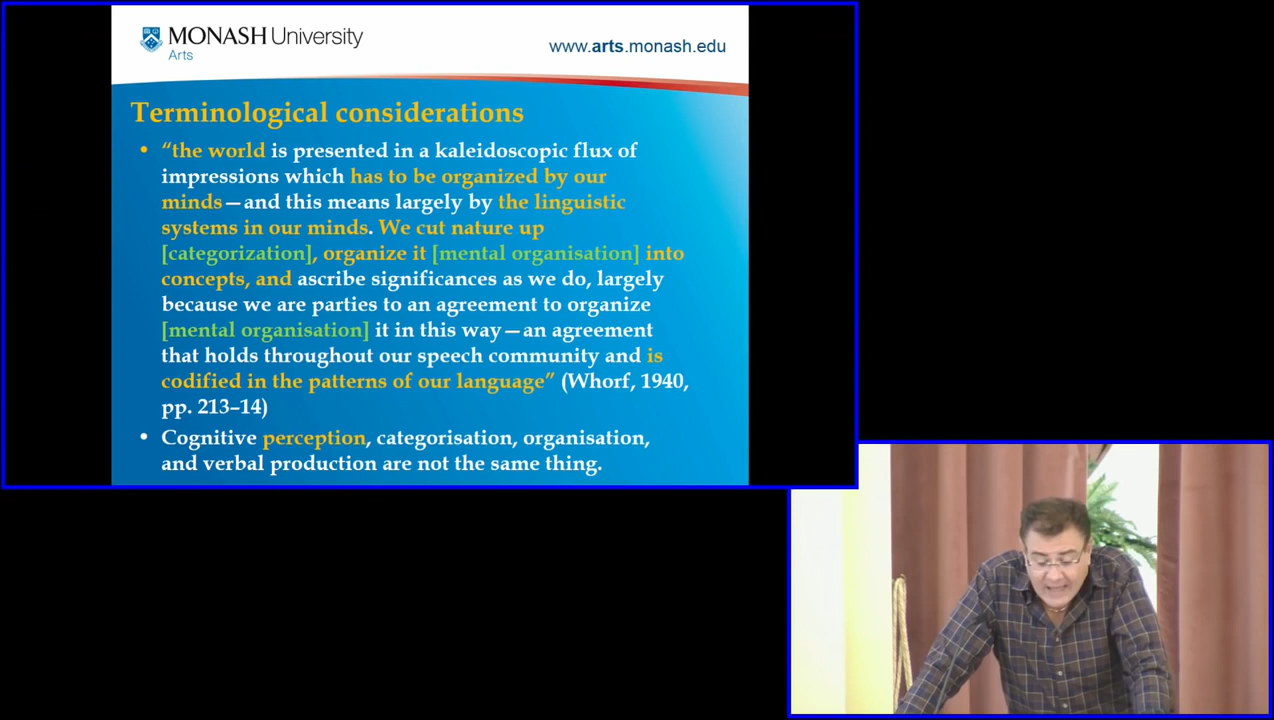 MONASH University
Arts
www.arts.monash.edu
Terminological considerations
• “the world is presented in a kaleidoscopic flux of
impressions which has to be organized by our
minds—and this means largely by the linguistic
systems in our minds. We cut nature up
[categorization], organize it [mental organisation] into
concepts, and ascribe significances as we do, largely
because we are parties to an agreement to organize
[mental organisation] it in this way—an agreement
that holds throughout our speech community and is
codified in the patterns of our language” (Whorf, 1940,
pp. 213–14)
• Cognitive perception, categorisation, organisation,
and verbal production are not the same thing.